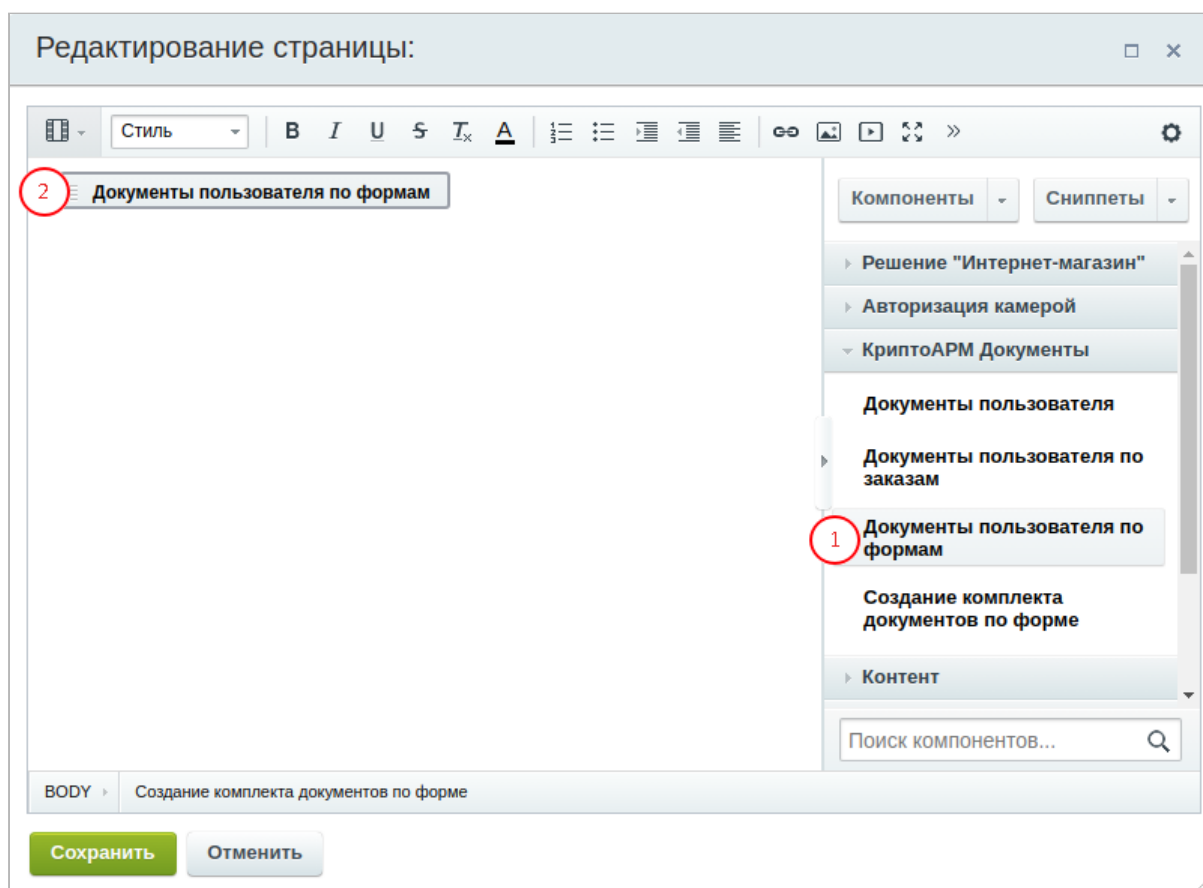 Редактирование страницы:
Стиль
B I U S Tx A
Компоненты Сниппеты
2 Документы пользователя по формам
Решение "Интернет-магазин"
Авторизация камерой
КриптоАРМ Документы
Документы пользователя
Документы пользователя по
заказам
1 Документы пользователя по
формам
Создание комплекта
документов по форме
Контент
Поиск компонентов...
BODY Создание комплекта документов по форме
Сохранить Отменить